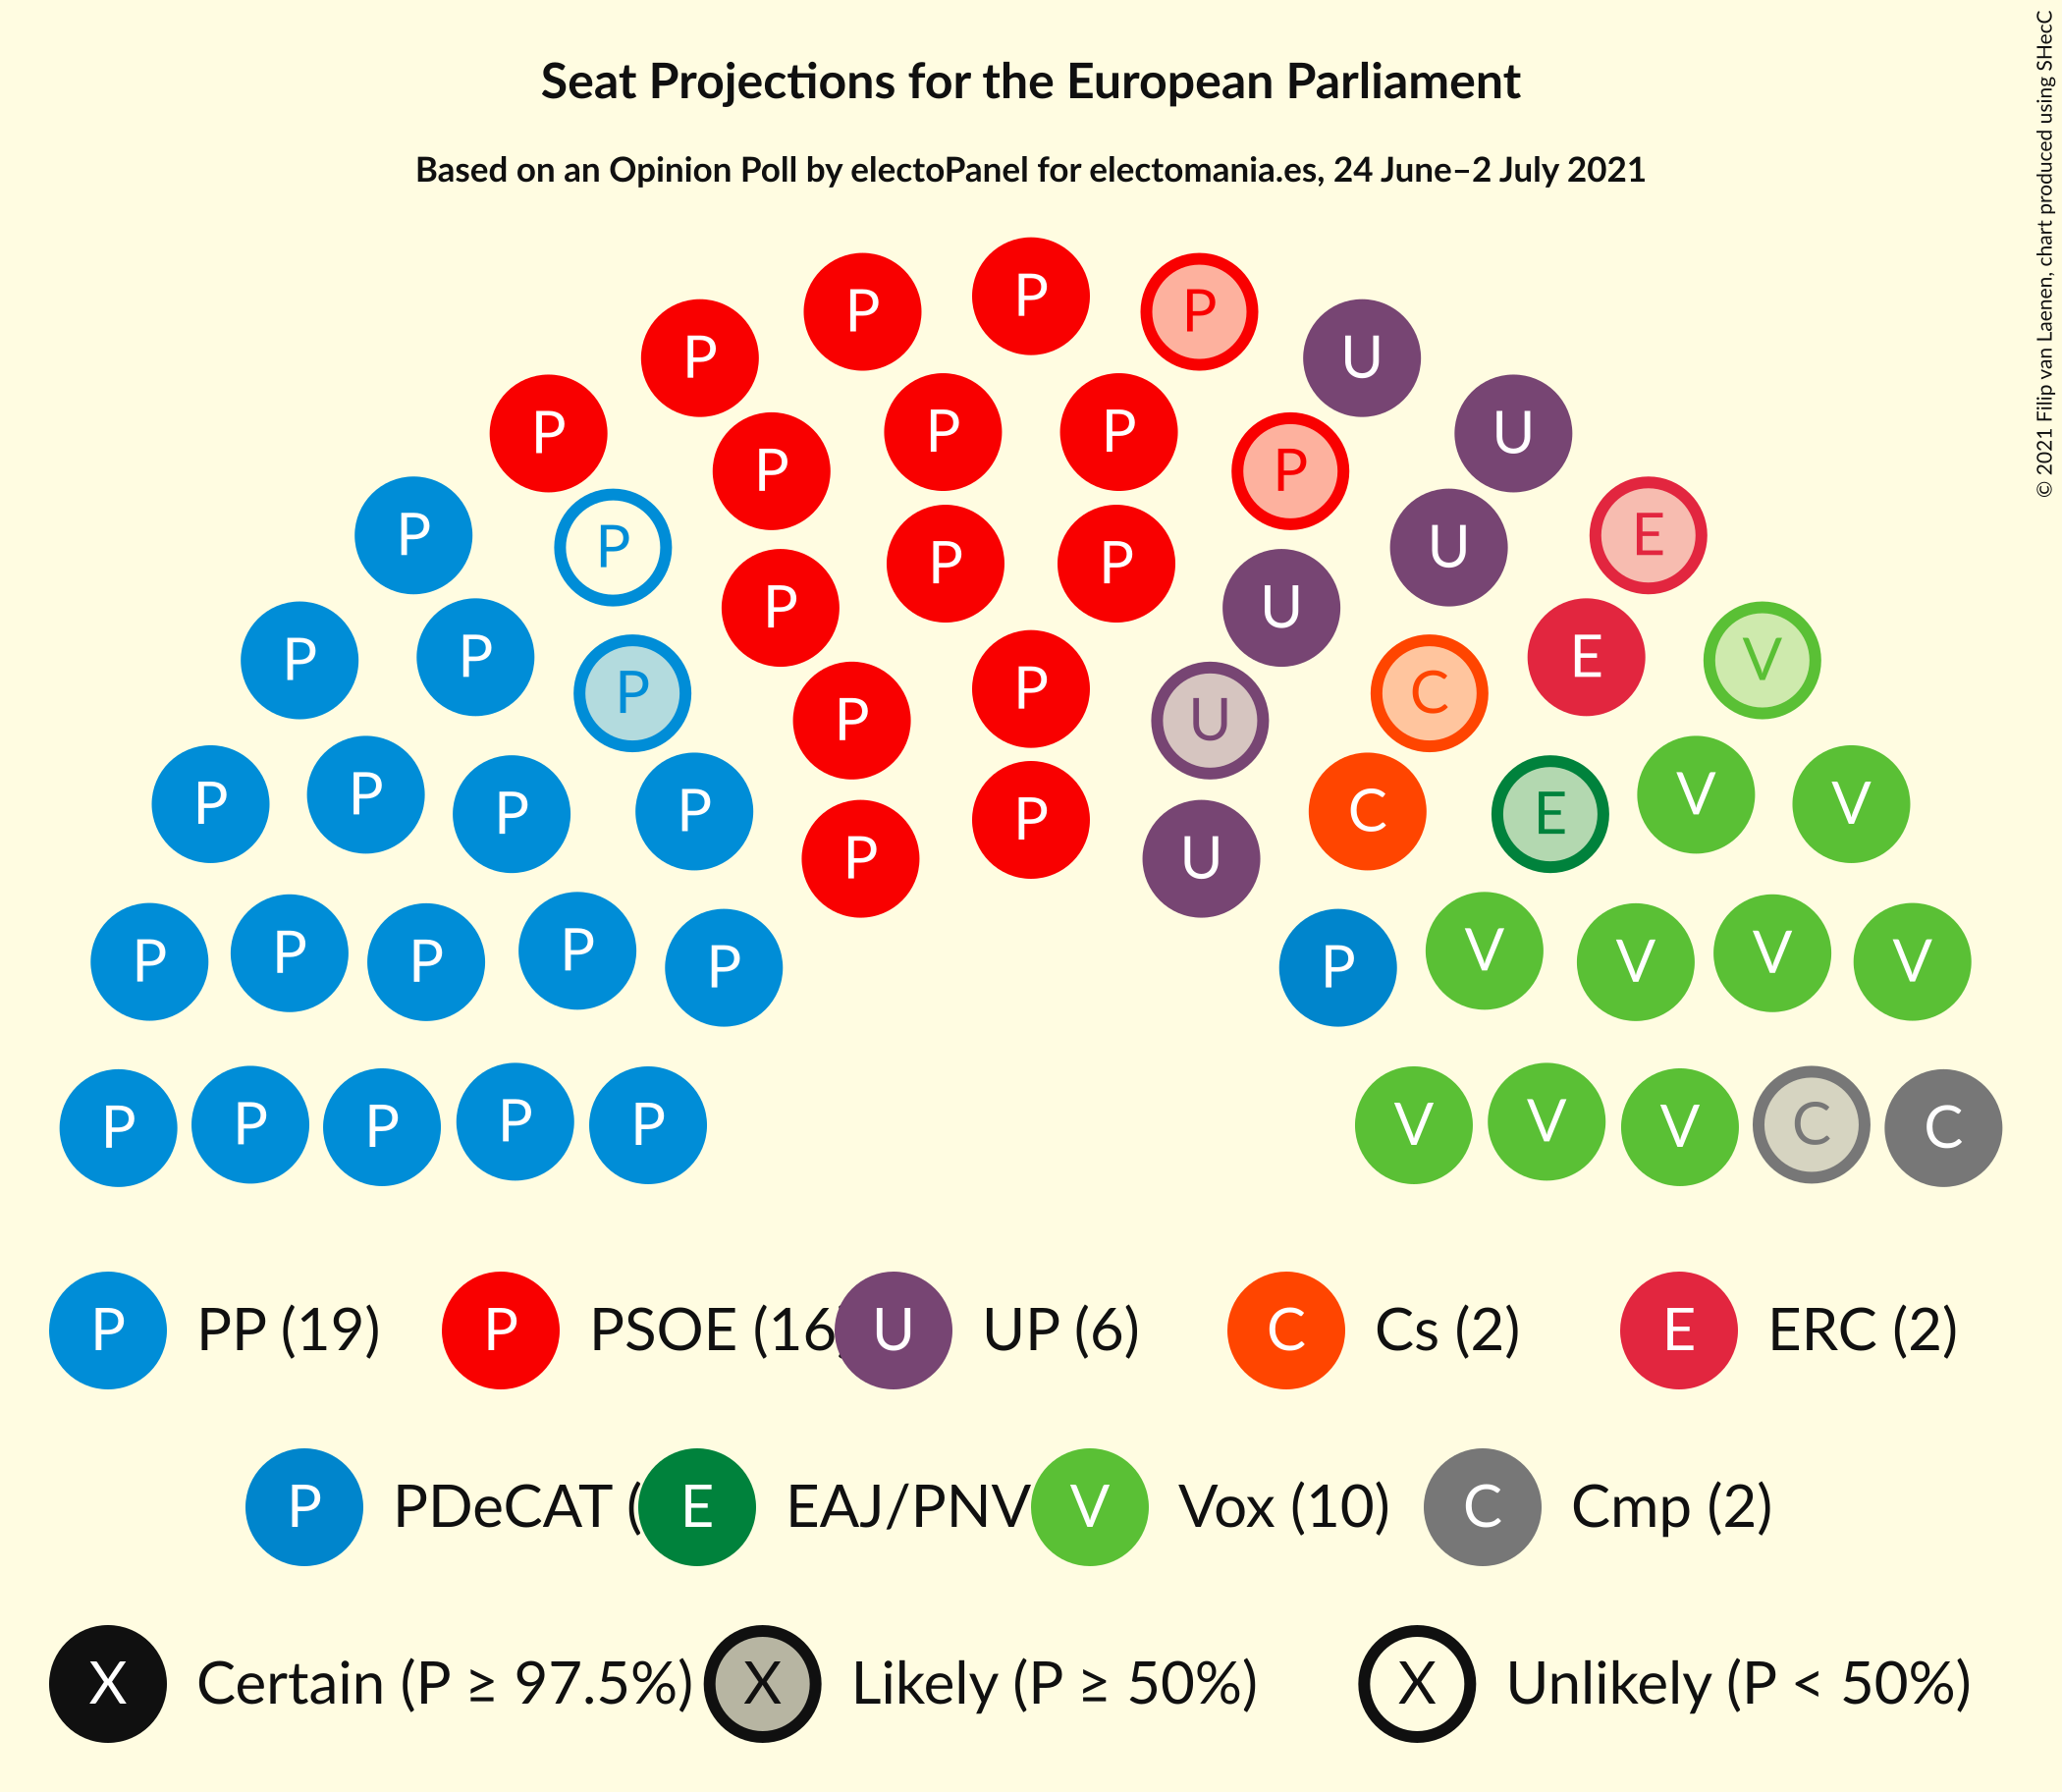 Seat Projections for the European Parliament
Based on an Opinion Poll by electoPanel for electomania.es, 24 June–2 July 2021
© 2021 Filip van Laenen, chart produced using SHecC
P
P P
P U
P P
P P U
P P U
P P E
P P U
P U
P P V
P P C E
P P U
P C
P P P E V V
P P U
P P P P P P V V V V
P P P P P V V V C C
P PP (19) P PSOE (16 U UP (6) C Cs (2) E ERC (2)
P PDeCAT ( E EAJ/PNV V Vox (10) C Cmp (2)
X Certain (P ≥ 97.5%) X Likely (P ≥ 50%) X Unlikely (P < 50%)